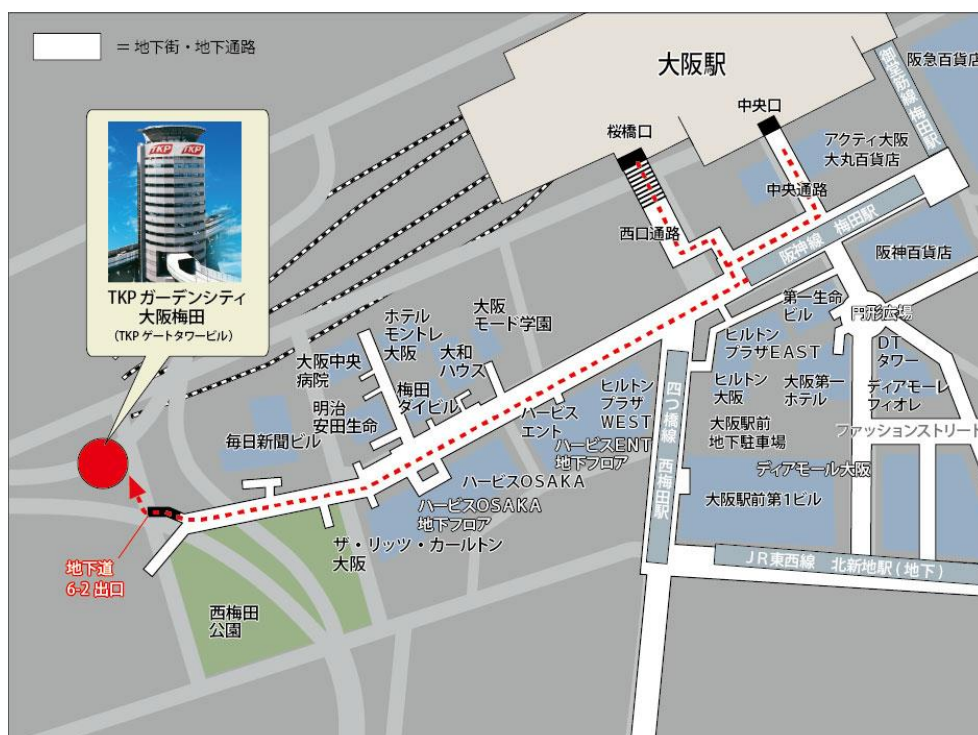 ＝地下街・地下通路
大阪駅
御堂筋線 梅田駅
阪急百貨店
中央口
桜橋口
アクティ大阪
大丸百貨店
中央通路
西口通路
阪神線 梅田駅
阪神百貨店
TKP
TKP
TKPガーデンシティ
大阪梅田
(TKPゲートタワービル)
第一生命
ビル
円形広場
ヒルトン
プラザEAST
DT
タワー
ホテル
モントレ
大阪
大阪
モード学園
大和
ハウス
大阪中央
病院
梅田
ダイビル
明治
安田生命
毎日新聞ビル
ヒルトン
プラザ
WEST
四つ橋線 西梅田駅
ヒルトン
大阪
大阪第一
ホテル
ディアモーレ
フィオレ
ハービス
エント
ハービスENT
地下フロア
大阪駅前
地下駐車場
ファッションストリート
ハービスOSAKA
ディアモール大阪
ハービスOSAKA
地下フロア
大阪駅前第1ビル
ザ・リッツ・カールトン
大阪
JR東西線 北新地駅(地下)
地下道
6-2出口
西梅田
公園